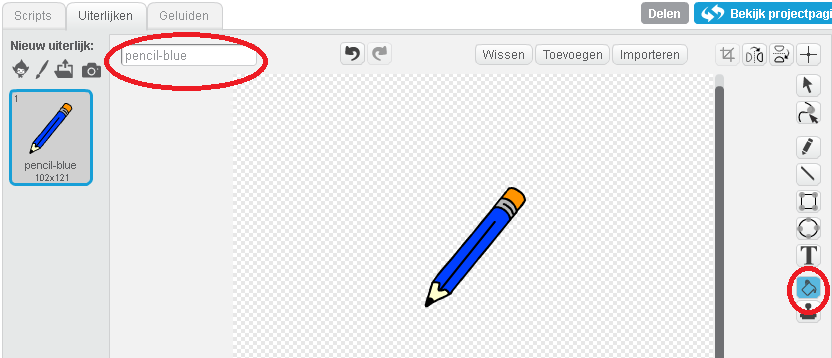 Scripts Uiterlijken Geluiden Delen Bekijk projectpagi
Nieuw uiterlijk:
pencil-blue Wissen Toevoegen Importeren
1
pencil-blue
102x121
T